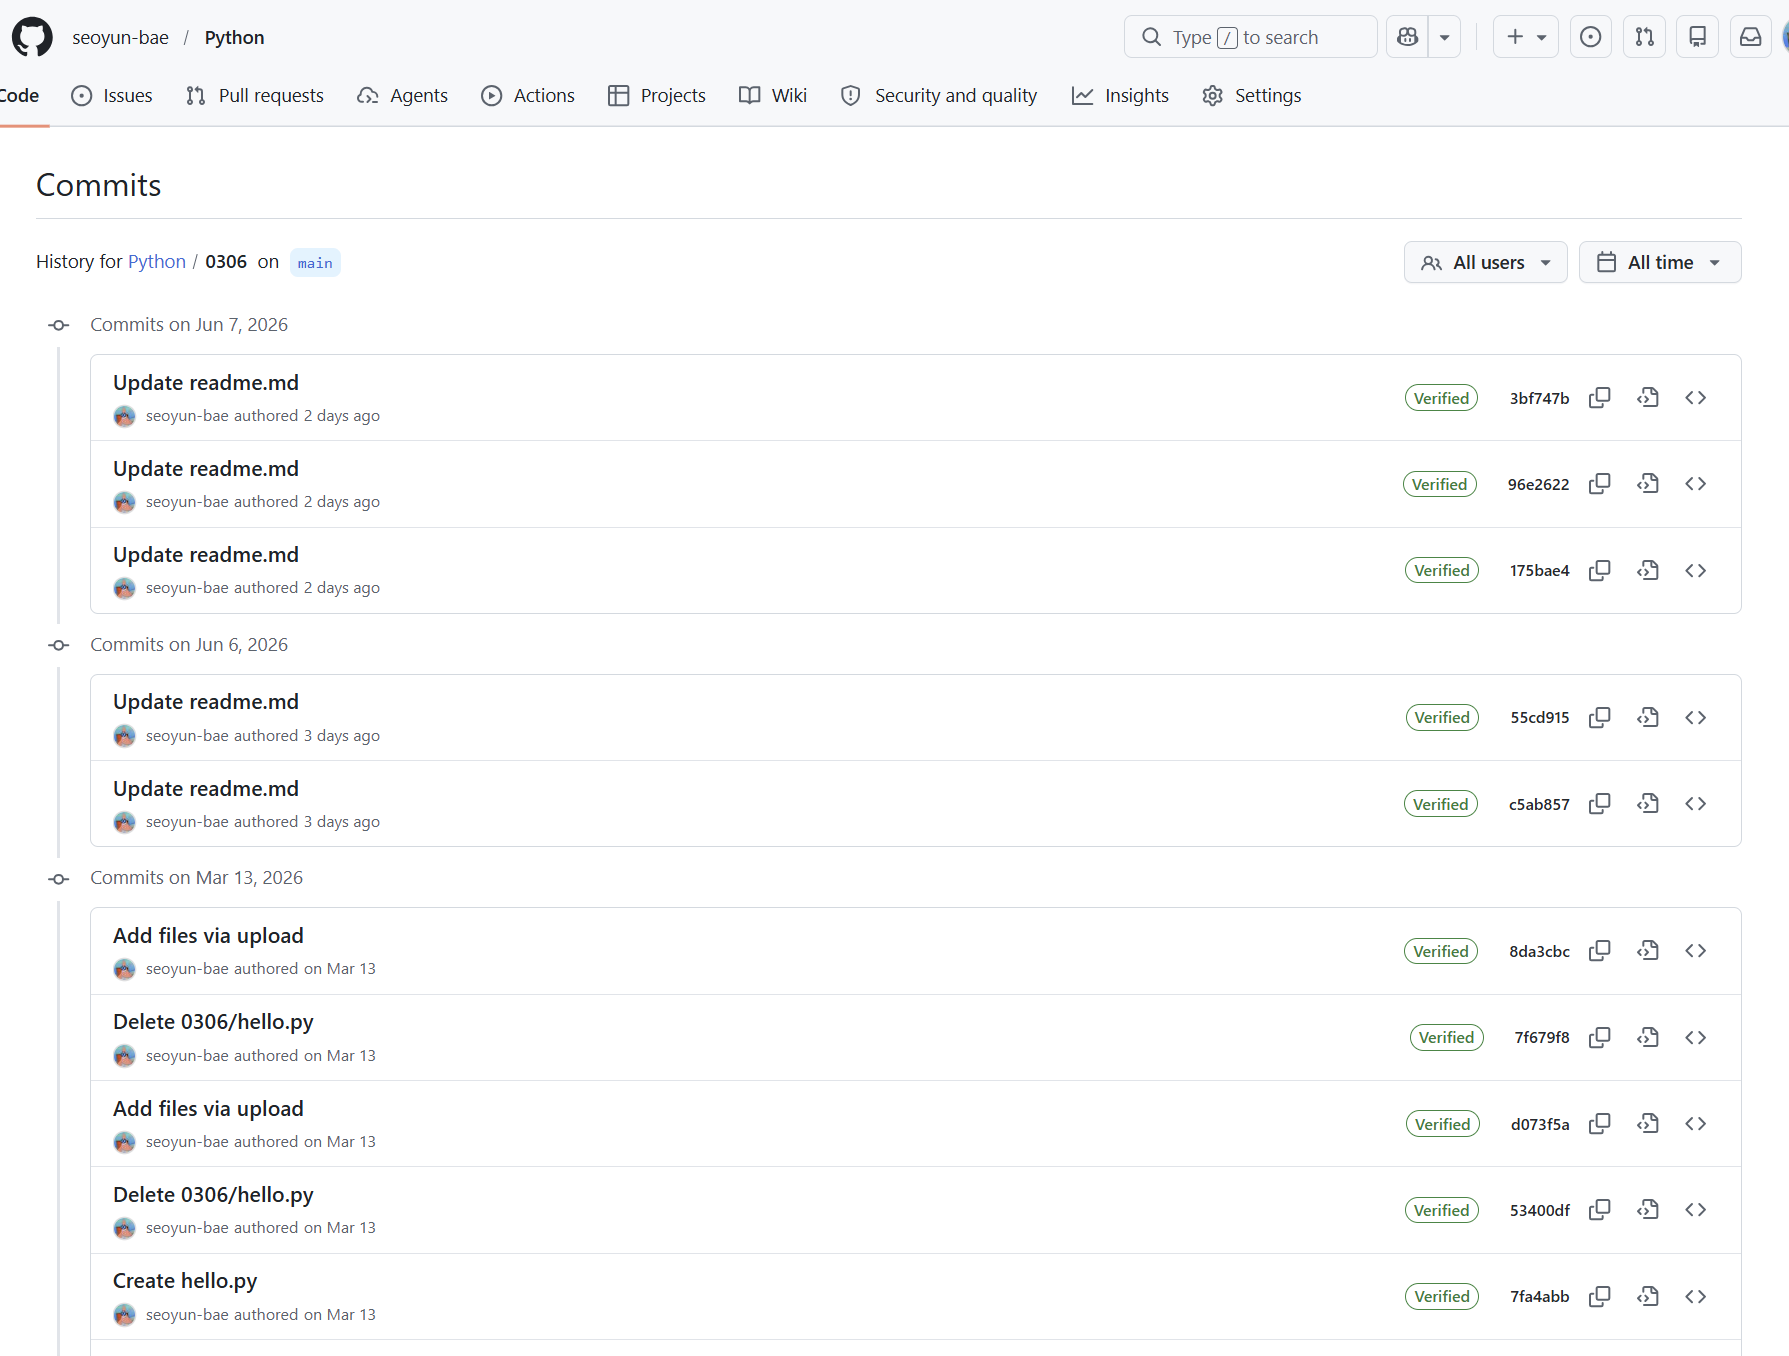 seoyun-bae / Python
Type / to search
Code Issues Pull requests Agents Actions Projects Wiki Security and quality Insights Settings
Commits
History for Python / 0306 on main
All users All time
Commits on Jun 7, 2026
Update readme.md
seoyun-bae authored 2 days ago
Verified 3bf747b
Update readme.md
seoyun-bae authored 2 days ago
Verified 96e2622
Update readme.md
seoyun-bae authored 2 days ago
Verified 175bae4
Commits on Jun 6, 2026
Update readme.md
seoyun-bae authored 3 days ago
Verified 55cd915
Update readme.md
seoyun-bae authored 3 days ago
Verified c5ab857
Commits on Mar 13, 2026
Add files via upload
seoyun-bae authored on Mar 13
Verified 8da3cbc
Delete 0306/hello.py
seoyun-bae authored on Mar 13
Verified 7f679f8
Add files via upload
seoyun-bae authored on Mar 13
Verified d073f5a
Delete 0306/hello.py
seoyun-bae authored on Mar 13
Verified 53400df
Create hello.py
seoyun-bae authored on Mar 13
Verified 7fa4abb